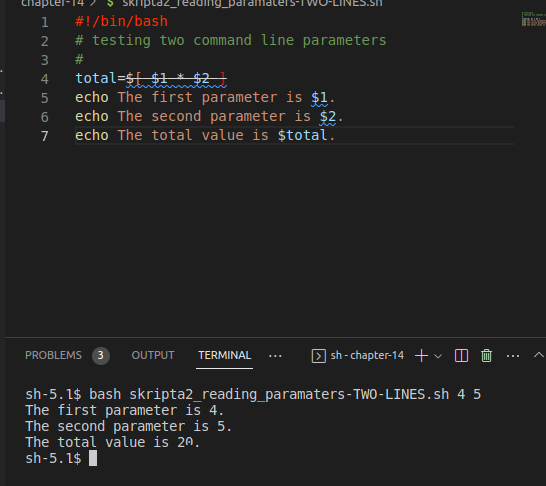 chapter-14 > $ skripta2_reading_paramaters-TWO-LINES.sh
1 #!/bin/bash
2 # testing two command line parameters
3 #
4 total=$[ $1 * $2 ]
5 echo The first parameter is $1.
6 echo The second parameter is $2.
7 echo The total value is $total.
PROBLEMS 3 OUTPUT TERMINAL ··· sh - chapter-14 ···
sh-5.1$ bash skripta2_reading_paramaters-TWO-LINES.sh 4 5
The first parameter is 4.
The second parameter is 5.
The total value is 20.
sh-5.1$